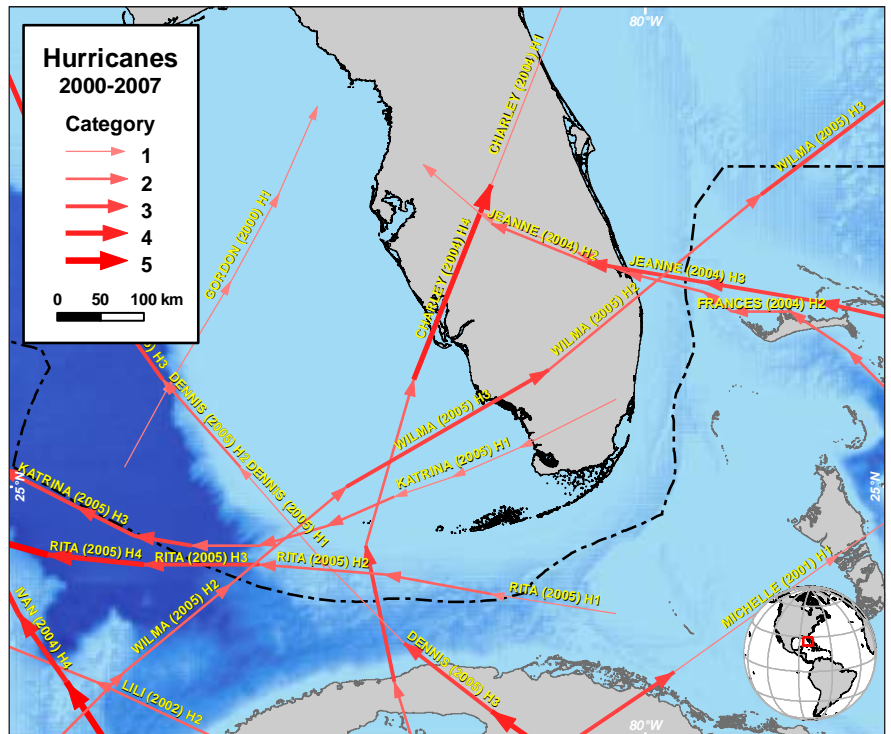 Hurricanes
2000-2007
Category
1
2
3
4
5
0 50 100 km
80°W
CHARLEY (2004) H1
WILMA (2005) H3
GORDON (2000) H1
JEANNE (2004) H2
CHARLEY (2004) H4
JEANNE (2004) H3
FRANCES (2004) H2
WILMA (2005) H2
H3
DENNIS (2005) H2
WILMA (2005) H3
DENNIS (2005) H1
KATRINA (2005) H1
KATRINA (2005) H3
25°N
25°N
RITA (2005) H4
RITA (2005) H3
RITA (2005) H2
RITA (2005) H1
WILMA (2005) H2
MICHELLE (2001) H1
IVAN (2004) H4
LILI (2002) H2
DENNIS (2005) H3
80°W